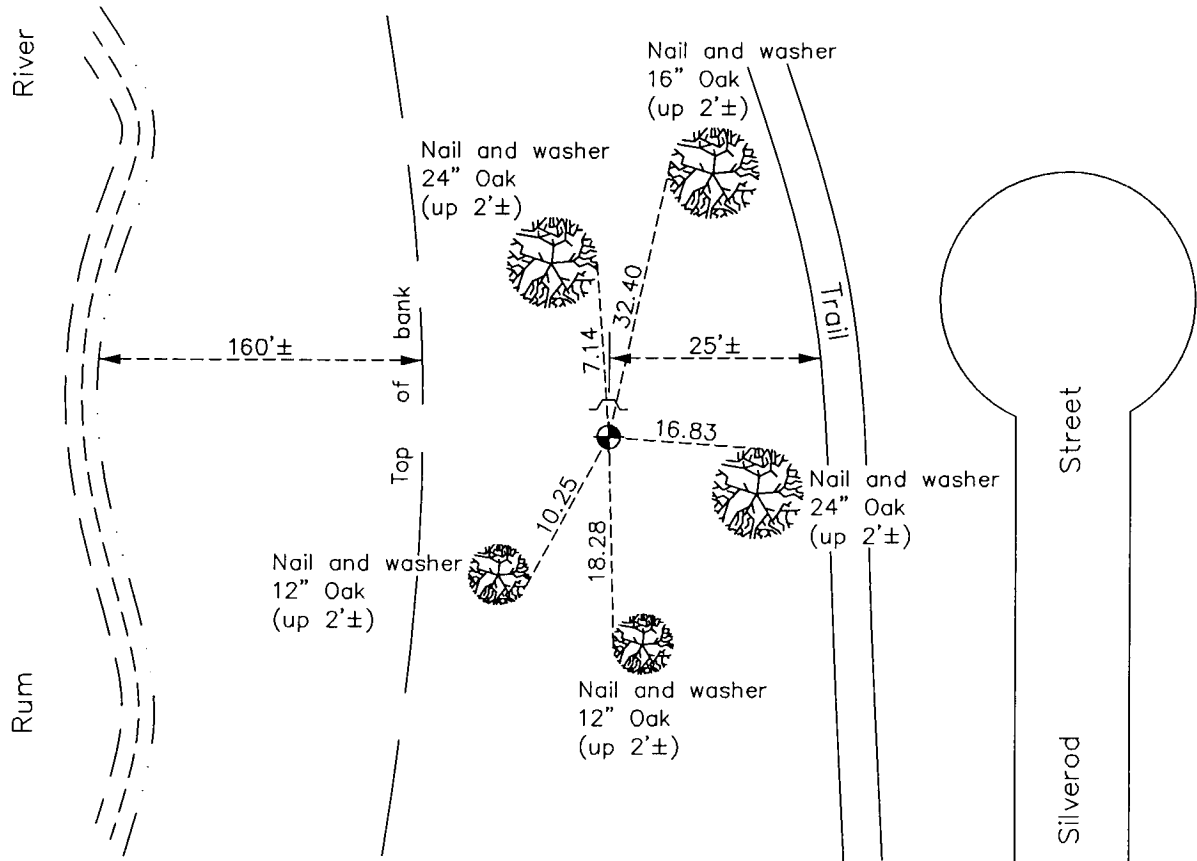 River
Rum
Top of bank
160'±
Nail and washer
24" Oak
(up 2'±)
Nail and washer
16" Oak
(up 2'±)
7.14
32.40
25'±
Trail
16.83
Nail and washer
24" Oak
(up 2'±)
10.25
18.28
Nail and washer
12" Oak
(up 2'±)
Nail and washer
12" Oak
(up 2'±)
Silverod Street